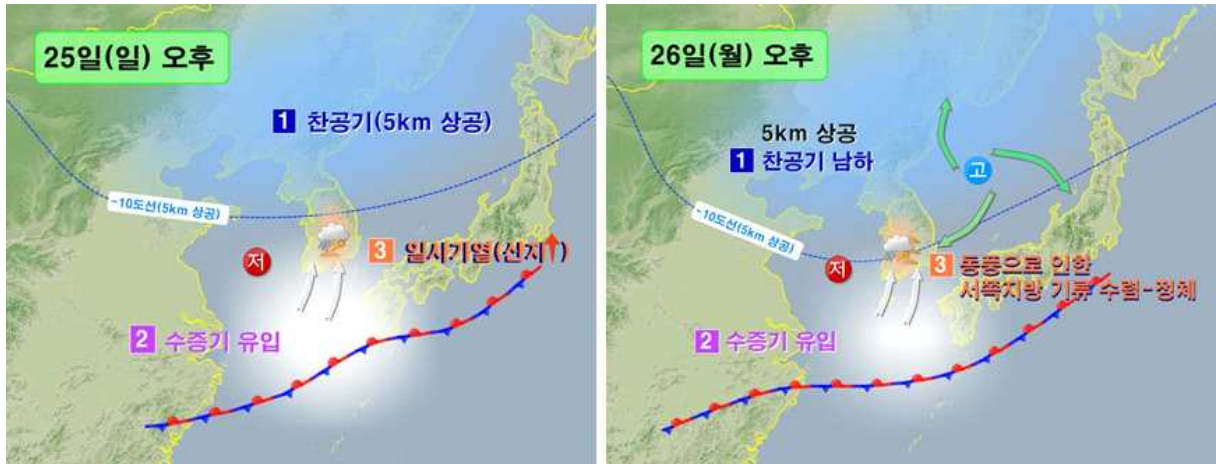 25일(일) 오후
1 찬공기(5km 상공)
-10도선(5km 상공)
저
3 일사가열(산지↑)
2 수증기 유입
26일(월) 오후
5km 상공
1 찬공기 남하
고
-10도선(5km 상공)
저
3 동풍으로 인한
서쪽지방 기류 수렴-정체
2 수증기 유입